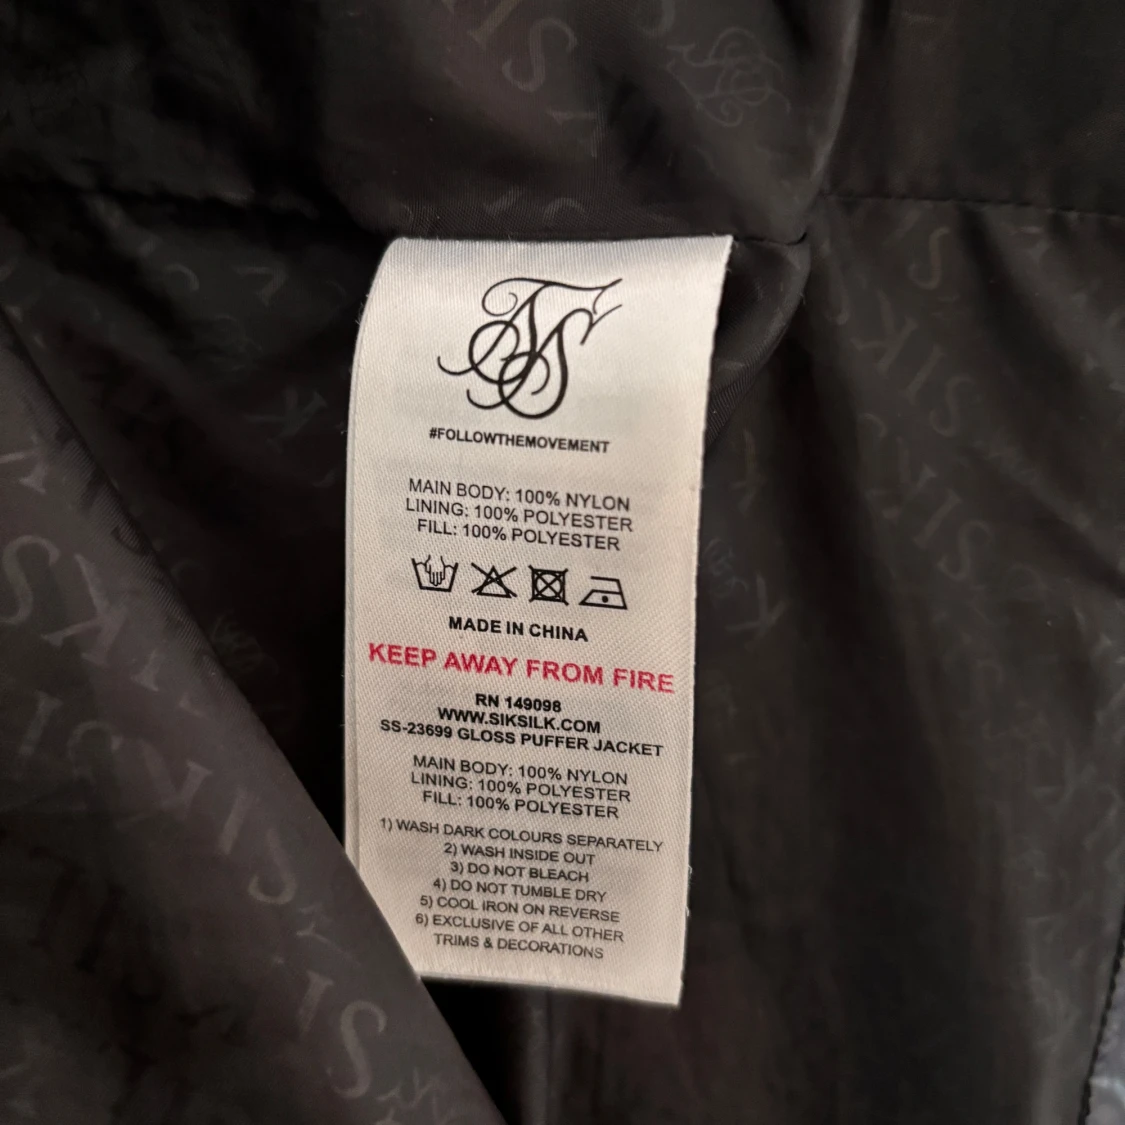 #FOLLOWTHEMOVEMENT
MAIN BODY: 100% NYLON
LINING: 100% POLYESTER
FILL: 100% POLYESTER
MADE IN CHINA
KEEP AWAY FROM FIRE
RN 149098
WWW.SIKSILK.COM
SS-23699 GLOSS PUFFER JACKET
MAIN BODY: 100% NYLON
LINING: 100% POLYESTER
FILL: 100% POLYESTER
1) WASH DARK COLOURS SEPARATELY
2) WASH INSIDE OUT
3) DO NOT BLEACH
4) DO NOT TUMBLE DRY
5) COOL IRON ON REVERSE
6) EXCLUSIVE OF ALL OTHER
TRIMS & DECORATIONS